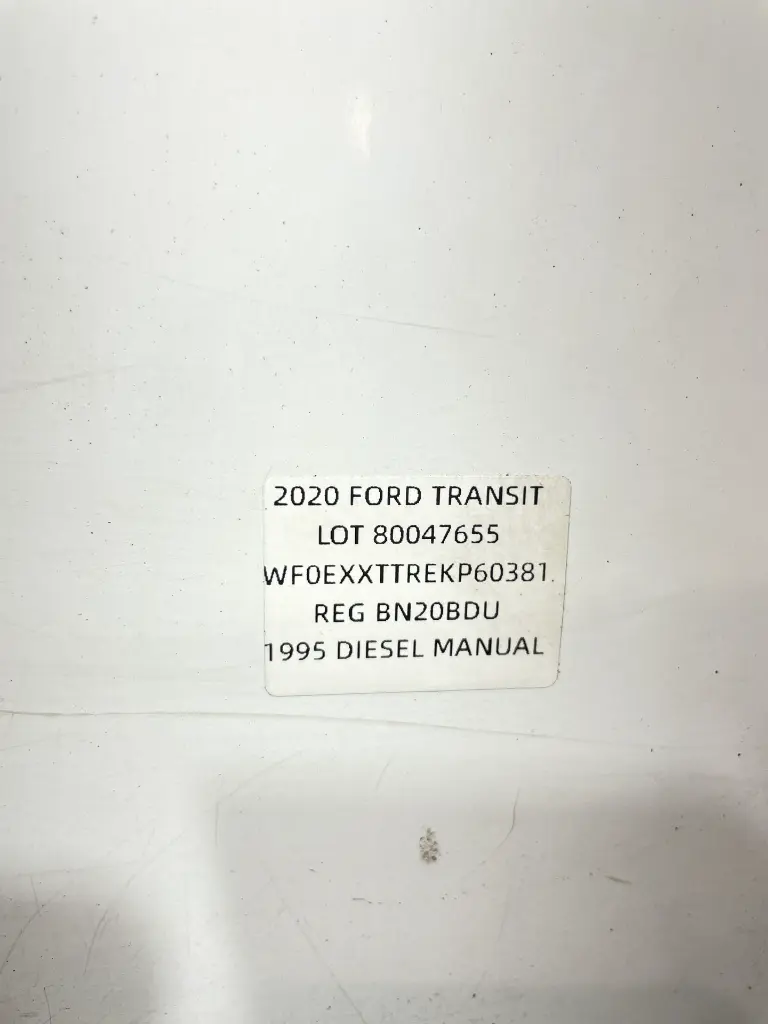 2020 FORD TRANSIT
LOT 80047655
WF0EXXTTREKP60381.
REG BN20BDU
1995 DIESEL MANUAL